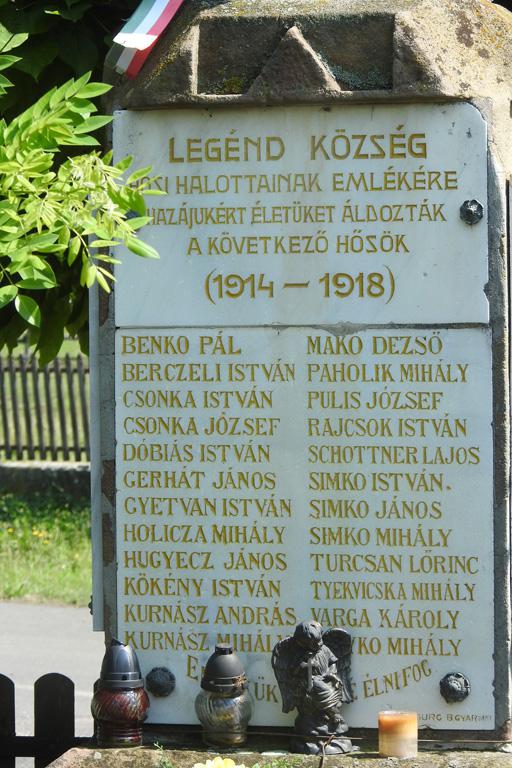 LEGÉND KÖZSÉG
HALOTTAINAK EMLÉKÉRE
HAZÁJUKÉRT ÉLETÜKET ÁLDOZTÁK
A KÖVETKEZŐ HŐSÖK
(1914 — 1918)
BENKO PÁL
BERCZELI ISTVÁN
CSONKA ISTVÁN
CSONKA JÓZSEF
DÓBIÁS ISTVÁN
GERHÁT JÁNOS
GYETVAN ISTVÁN
HOLICZA MIHÁLY
HUGYECZ JÁNOS
KÖKÉNY ISTVÁN
KURNÁSZ ANDRÁS
KURNÁSZ MIHÁLY
MAKO DEZSŐ
PAHOLIK MIHÁLY
PULIS JÓZSEF
RAJCSOK ISTVÁN
SCHOTTNER LAJOS
SIMKO ISTVÁN.
SIMKO JÁNOS
SIMKO MIHÁLY
TURCSAN LŐRINC
TYEKVICSKA MIHÁLY
VARGA KÁROLY
MIHÁLY
ÉLNI FOG